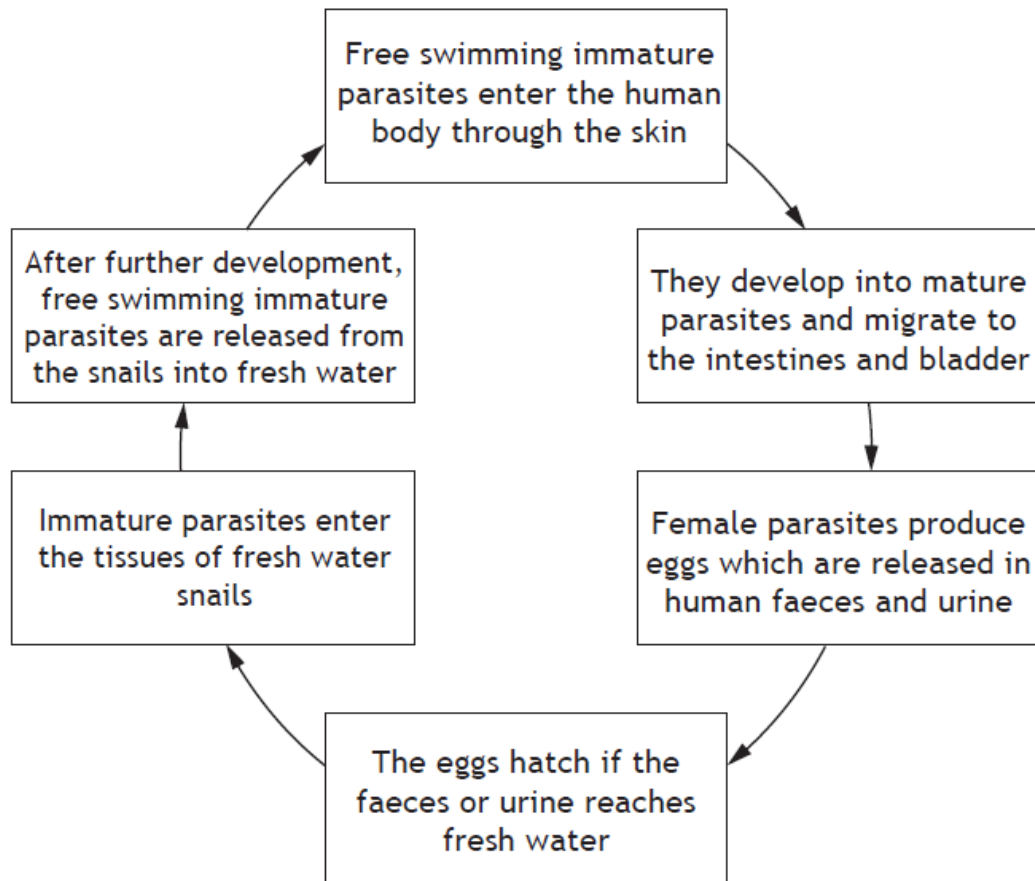 Free swimming immature
parasites enter the human
body through the skin
They develop into mature
parasites and migrate to
the intestines and bladder
Female parasites produce
eggs which are released in
human faeces and urine
The eggs hatch if the
faeces or urine reaches
fresh water
Immature parasites enter
the tissues of fresh water
snails
After further development,
free swimming immature
parasites are released from
the snails into fresh water